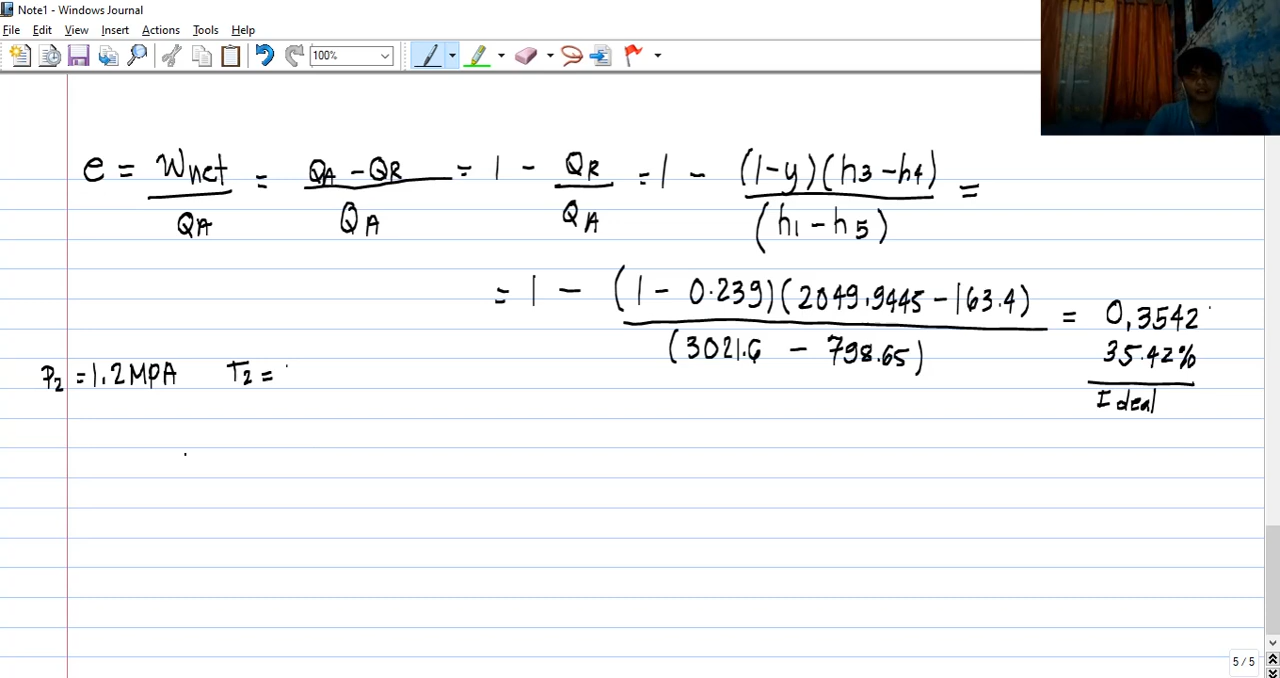 Note1 - Windows Journal
File Edit View Insert Actions Tools Help
100%
e = Wnet / QA = QA - QR / QA = 1 - QR / QA = 1 - (1-y)(h3-h4) / (h1-h5) =
= 1 - (1 - 0.239)(2049.9445 - 163.4) / (3021.6 - 798.65) = 0.3542
35.42%
Ideal
P2 = 1.2 MPA T2 =
5 / 5